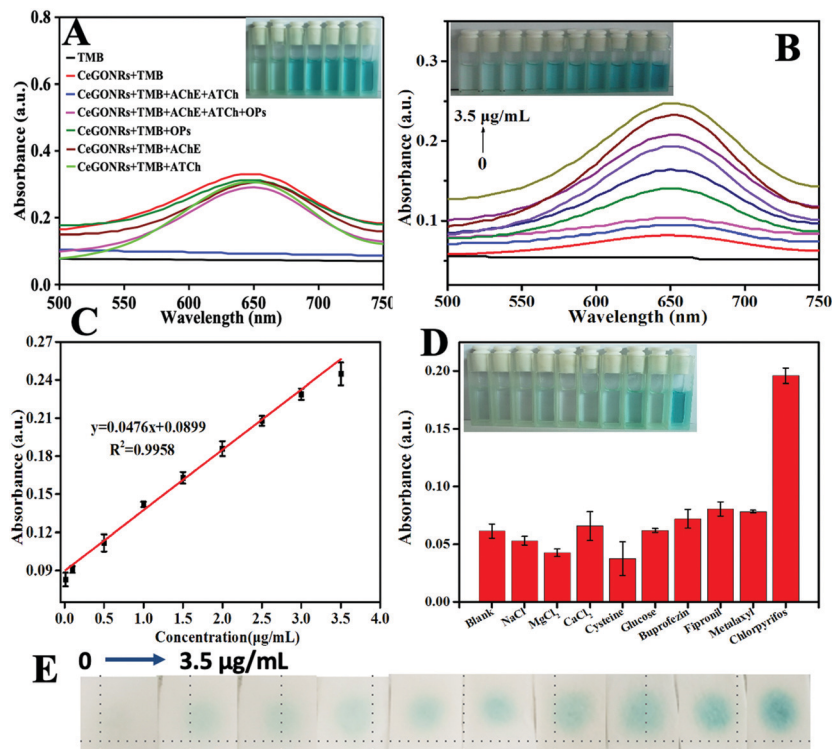 A
0.8
0.6
0.4
0.2
0.0
Absorbance (a.u.)
TMB
CeGONRs+TMB
CeGONRs+TMB+AChE+ATCh
CeGONRs+TMB+AChE+ATCh+OPs
CeGONRs+TMB+OPs
CeGONRs+TMB+AChE
CeGONRs+TMB+ATCh
500 550 600 650 700 750
Wavelength (nm)
B
0.3
0.2
0.1
Absorbance (a.u.)
3.5 µg/mL
0
500 550 600 650 700 750
Wavelength (nm)
C
0.27
0.24
0.21
0.18
0.15
0.12
0.09
Absorbance (a.u.)
y=0.0476x+0.0899
R²=0.9958
0.0 0.5 1.0 1.5 2.0 2.5 3.0 3.5 4.0
Concentration(µg/mL)
D
0.20
0.15
0.10
0.05
0.00
Absorbance (a.u.)
Blank NaCl MgCl₂ CaCl₂ Cysteine Glucose Buprofezin Fipronil Metalaxyl Chlorpyrifos
0 3.5 µg/mL
E